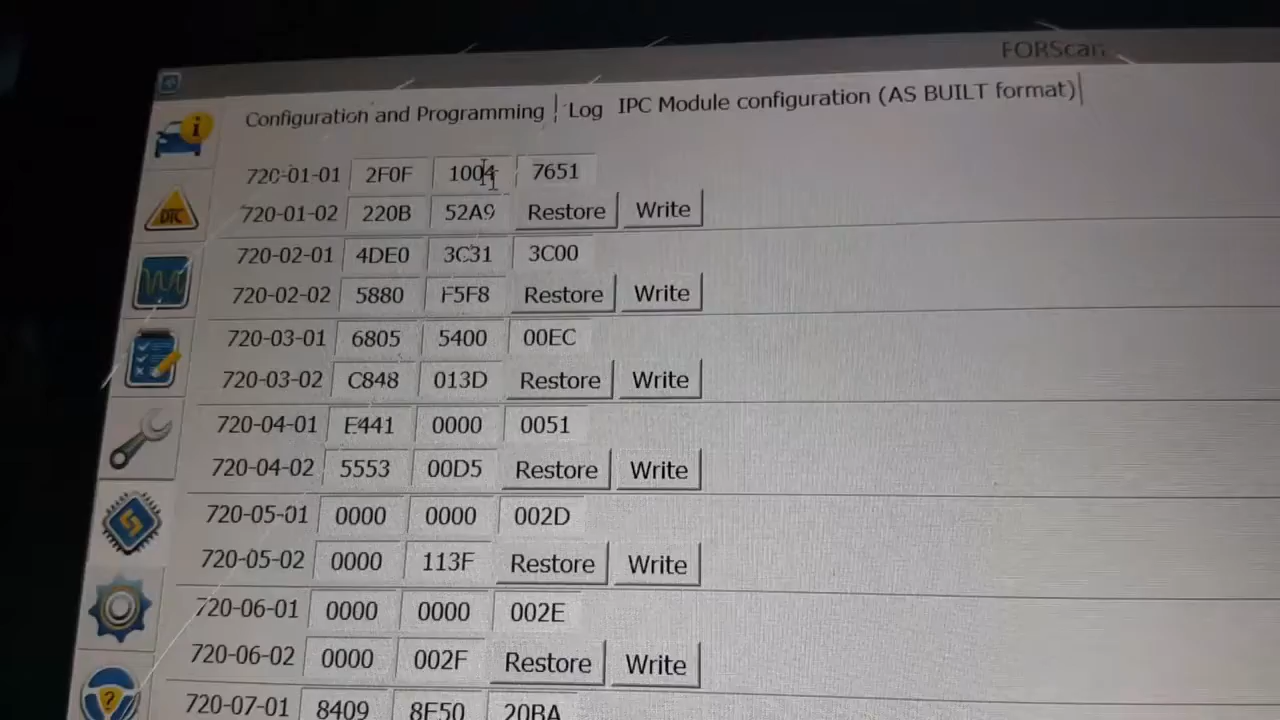 FORScan
Configuration and Programming Log IPC Module configuration (AS BUILT format)
720-01-01 2F0F 1004 7651
720-01-02 220B 52A9 Restore Write
720-02-01 4DE0 3C31 3C00
720-02-02 5880 F5F8 Restore Write
720-03-01 6805 5400 00EC
720-03-02 C848 013D Restore Write
DTC
720-04-01 E441 0000 0051
720-04-02 5553 00D5 Restore Write
720-05-01 0000 0000 002D
720-05-02 0000 113F Restore Write
720-06-01 0000 0000 002E
720-06-02 0000 002F Restore Write
720-07-01 8409 8E50 20BA